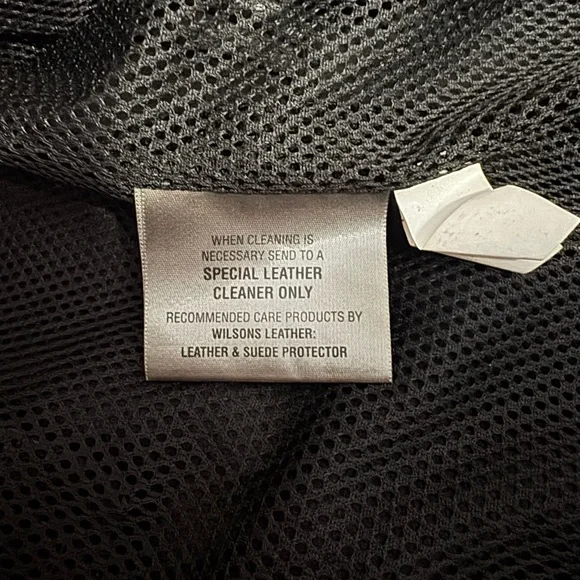 WHEN CLEANING IS
NECESSARY SEND TO A
SPECIAL LEATHER
CLEANER ONLY
RECOMMENDED CARE PRODUCTS BY
WILSONS LEATHER:
LEATHER & SUEDE PROTECTOR